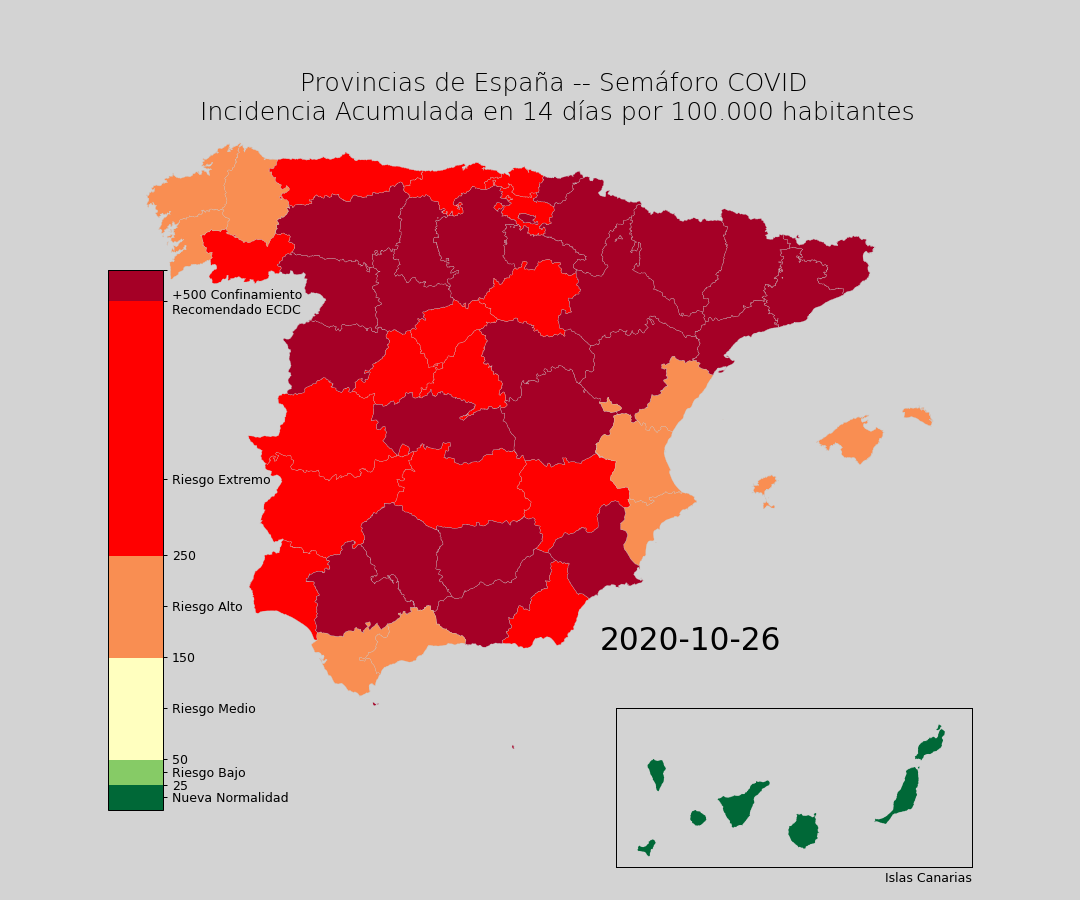 Provincias de España -- Semáforo COVID
Incidencia Acumulada en 14 días por 100.000 habitantes
+500 Confinamiento
Recomendado ECDC
Riesgo Extremo
250
Riesgo Alto
150
Riesgo Medio
50
Riesgo Bajo
25
Nueva Normalidad
2020-10-26
Islas Canarias